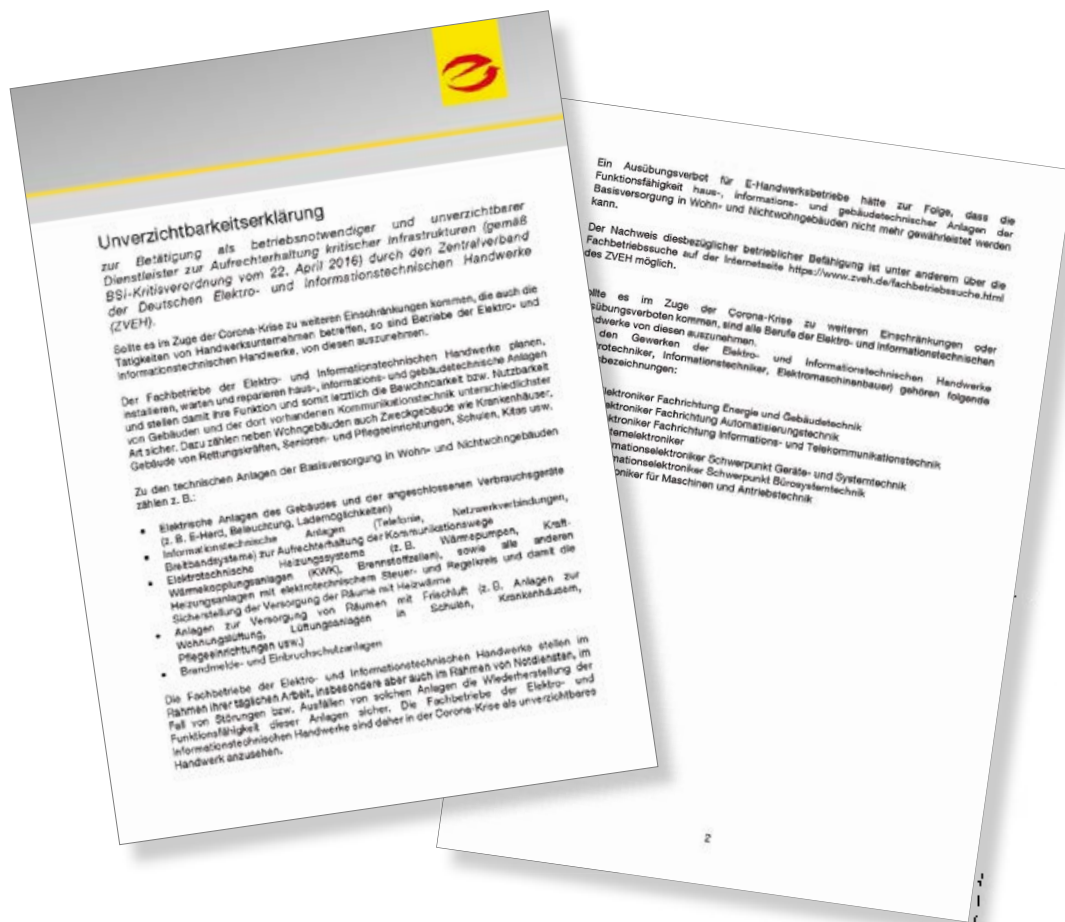 Unverzichtbarkeitserklärung
zur Betätigung als betriebsnotwendiger und unverzichtbarer
Dienstleister zur Aufrechterhaltung kritischer Infrastrukturen (gemäß
BSI-Kritisverordnung vom 22. April 2016) durch den Zentralverband
der Deutschen Elektro- und Informationstechnischen Handwerke
(ZVEH).
Sollte es im Zuge der Corona-Krise zu weiteren Einschränkungen kommen, die auch die
Tätigkeiten von Handwerksunternehmen betreffen, so sind Betriebe der Elektro- und
Informationstechnischen Handwerke, von diesen auszunehmen.
Der Fachbetriebe der Elektro- und Informationstechnischen Handwerke planen,
installieren, warten und reparieren haus-, informations- und gebäudetechnische Anlagen
und stellen damit ihre Funktion und somit letztlich die Bewohnbarkeit bzw. Nutzbarkeit
von Gebäuden und der dort vorhandenen Kommunikationstechnik unterschiedlichster
Art sicher. Dazu zählen neben Wohngebäuden auch Zweckgebäude wie Krankenhäuser,
Gebäude von Rettungskräften, Senioren- und Pflegeeinrichtungen, Schulen, Kitas usw.
Zu den technischen Anlagen der Basisversorgung in Wohn- und Nichtwohngebäuden
zählen z. B.:
• Elektrische Anlagen des Gebäudes und der angeschlossenen Verbrauchsgeräte
(z. B. E-Herd, Beleuchtung, Lademöglichkeiten)
• Informationstechnische Anlagen (Telefonie, Netzwerkverbindungen,
Breitbandsysteme) zur Aufrechterhaltung der Kommunikationswege
• Elektrotechnische Heizungssysteme (z. B. Wärmepumpen, Kraft-
Wärmekopplungsanlagen (KWK), Brennstoffzellen), sowie alle anderen
Heizungsanlagen mit elektrotechnischem Steuer- und Regelkreis und damit die
Sicherstellung der Versorgung der Räume mit Heizwärme
• Anlagen zur Versorgung von Räumen mit Frischluft (z. B. Anlagen zur
Wohnungslüftung, Lüftungsanlagen in Schulen, Krankenhäusern,
Pflegeeinrichtungen usw.)
• Brandmelde- und Einbruchschutzanlagen
Die Fachbetriebe der Elektro- und Informationstechnischen Handwerke stellen im
Rahmen ihrer täglichen Arbeit, insbesondere aber auch im Rahmen von Notdiensten, im
Fall von Störungen bzw. Ausfällen von solchen Anlagen die Wiederherstellung der
Funktionsfähigkeit dieser Anlagen sicher. Die Fachbetriebe der Elektro- und
Informationstechnischen Handwerke sind daher in der Corona-Krise als unverzichtbares
Handwerk anzusehen.
Ein Ausübungsverbot für E-Handwerksbetriebe hätte zur Folge, dass die
Funktionsfähigkeit haus-, informations- und gebäudetechnischer Anlagen der
Basisversorgung in Wohn- und Nichtwohngebäuden nicht mehr gewährleistet werden
kann.
Der Nachweis diesbezüglicher betrieblicher Befähigung ist unter anderem über die
Fachbetriebssuche auf der Internetseite https://www.zveh.de/fachbetriebssuche.html
des ZVEH möglich.
ollte es im Zuge der Corona-Krise zu weiteren Einschränkungen oder
sübungsverboten kommen, sind alle Berufe der Elektro- und informationstechnischen
ndwerke von diesen auszunehmen.
den Gewerken der Elektro- und Informationstechnischen Handwerke
rotechniker, Informationstechniker, Elektromaschinenbauer) gehören folgende
sbezeichnungen:
lektroniker Fachrichtung Energie und Gebäudetechnik
ektroniker Fachrichtung Automatisierungstechnik
ktroniker Fachrichtung Informations- und Telekommunikationstechnik
temelektroniker
rmationselektroniker Schwerpunkt Geräte- und Systemtechnik
mationselektroniker Schwerpunkt Bürosystemtechnik
oniker für Maschinen und Antriebstechnik
2